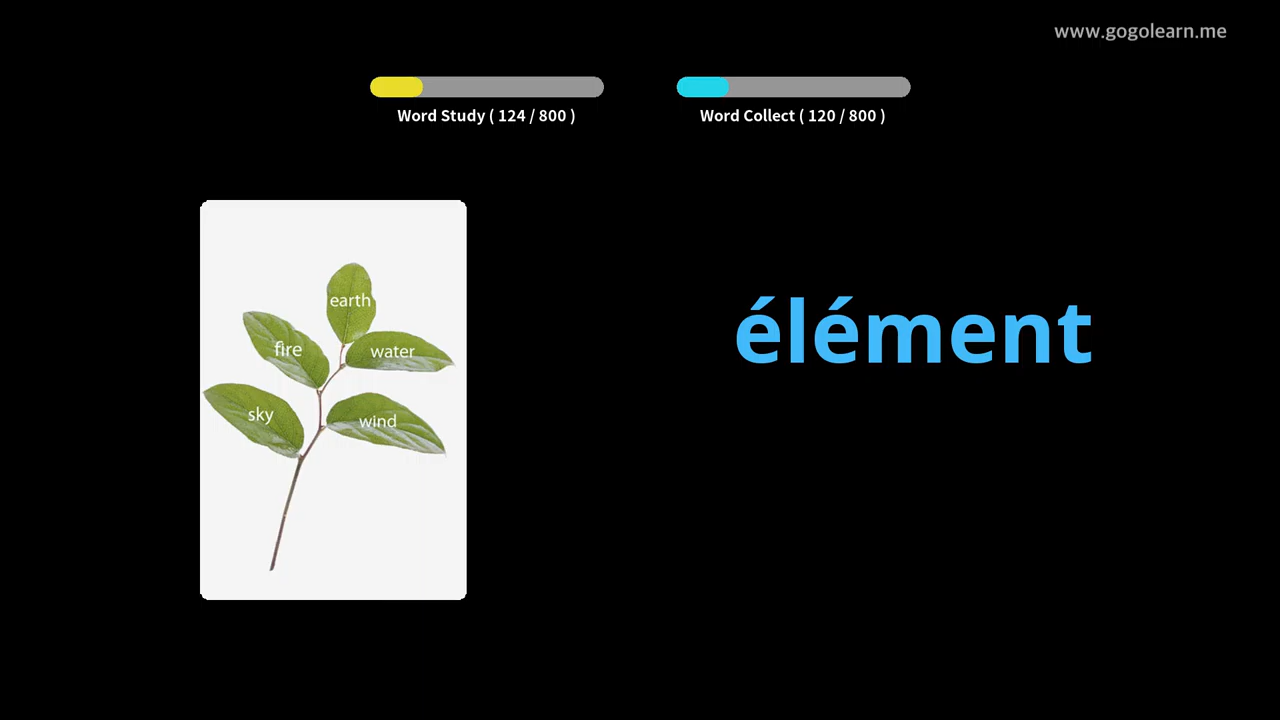 www.gogolearn.me
Word Study ( 124 / 800 )
Word Collect ( 120 / 800 )
earth
fire
water
sky
wind
élément